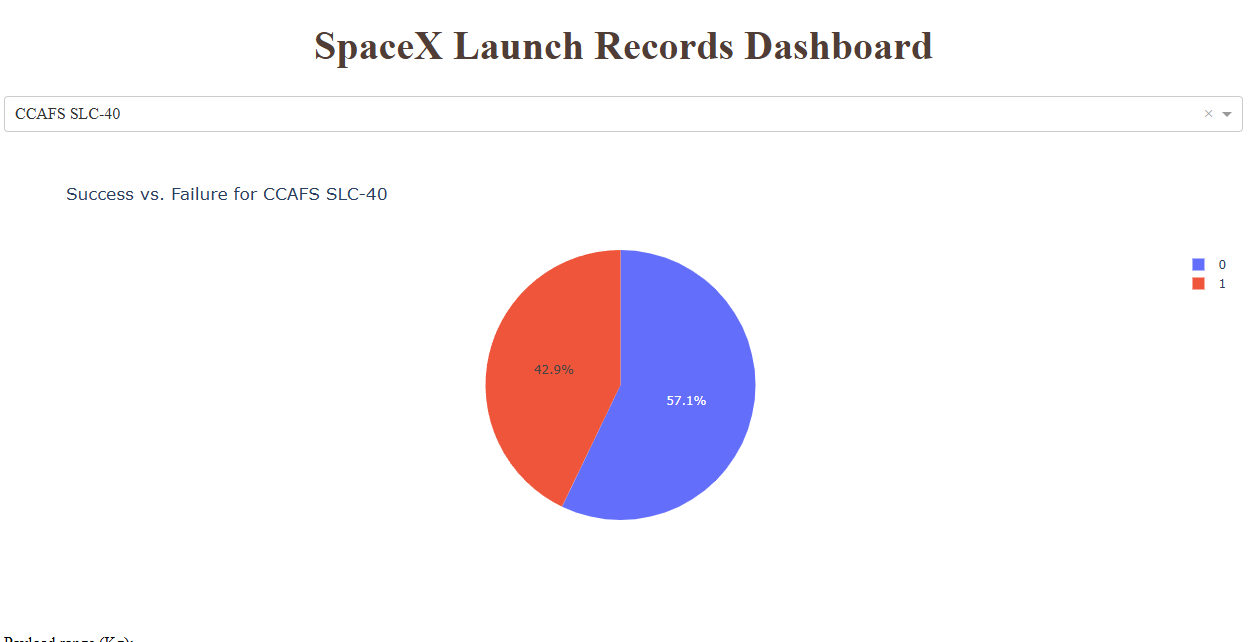 SpaceX Launch Records Dashboard
CCAFS SLC-40
×
Success vs. Failure for CCAFS SLC-40
0
1
42.9%
57.1%
Payload range (Kg):